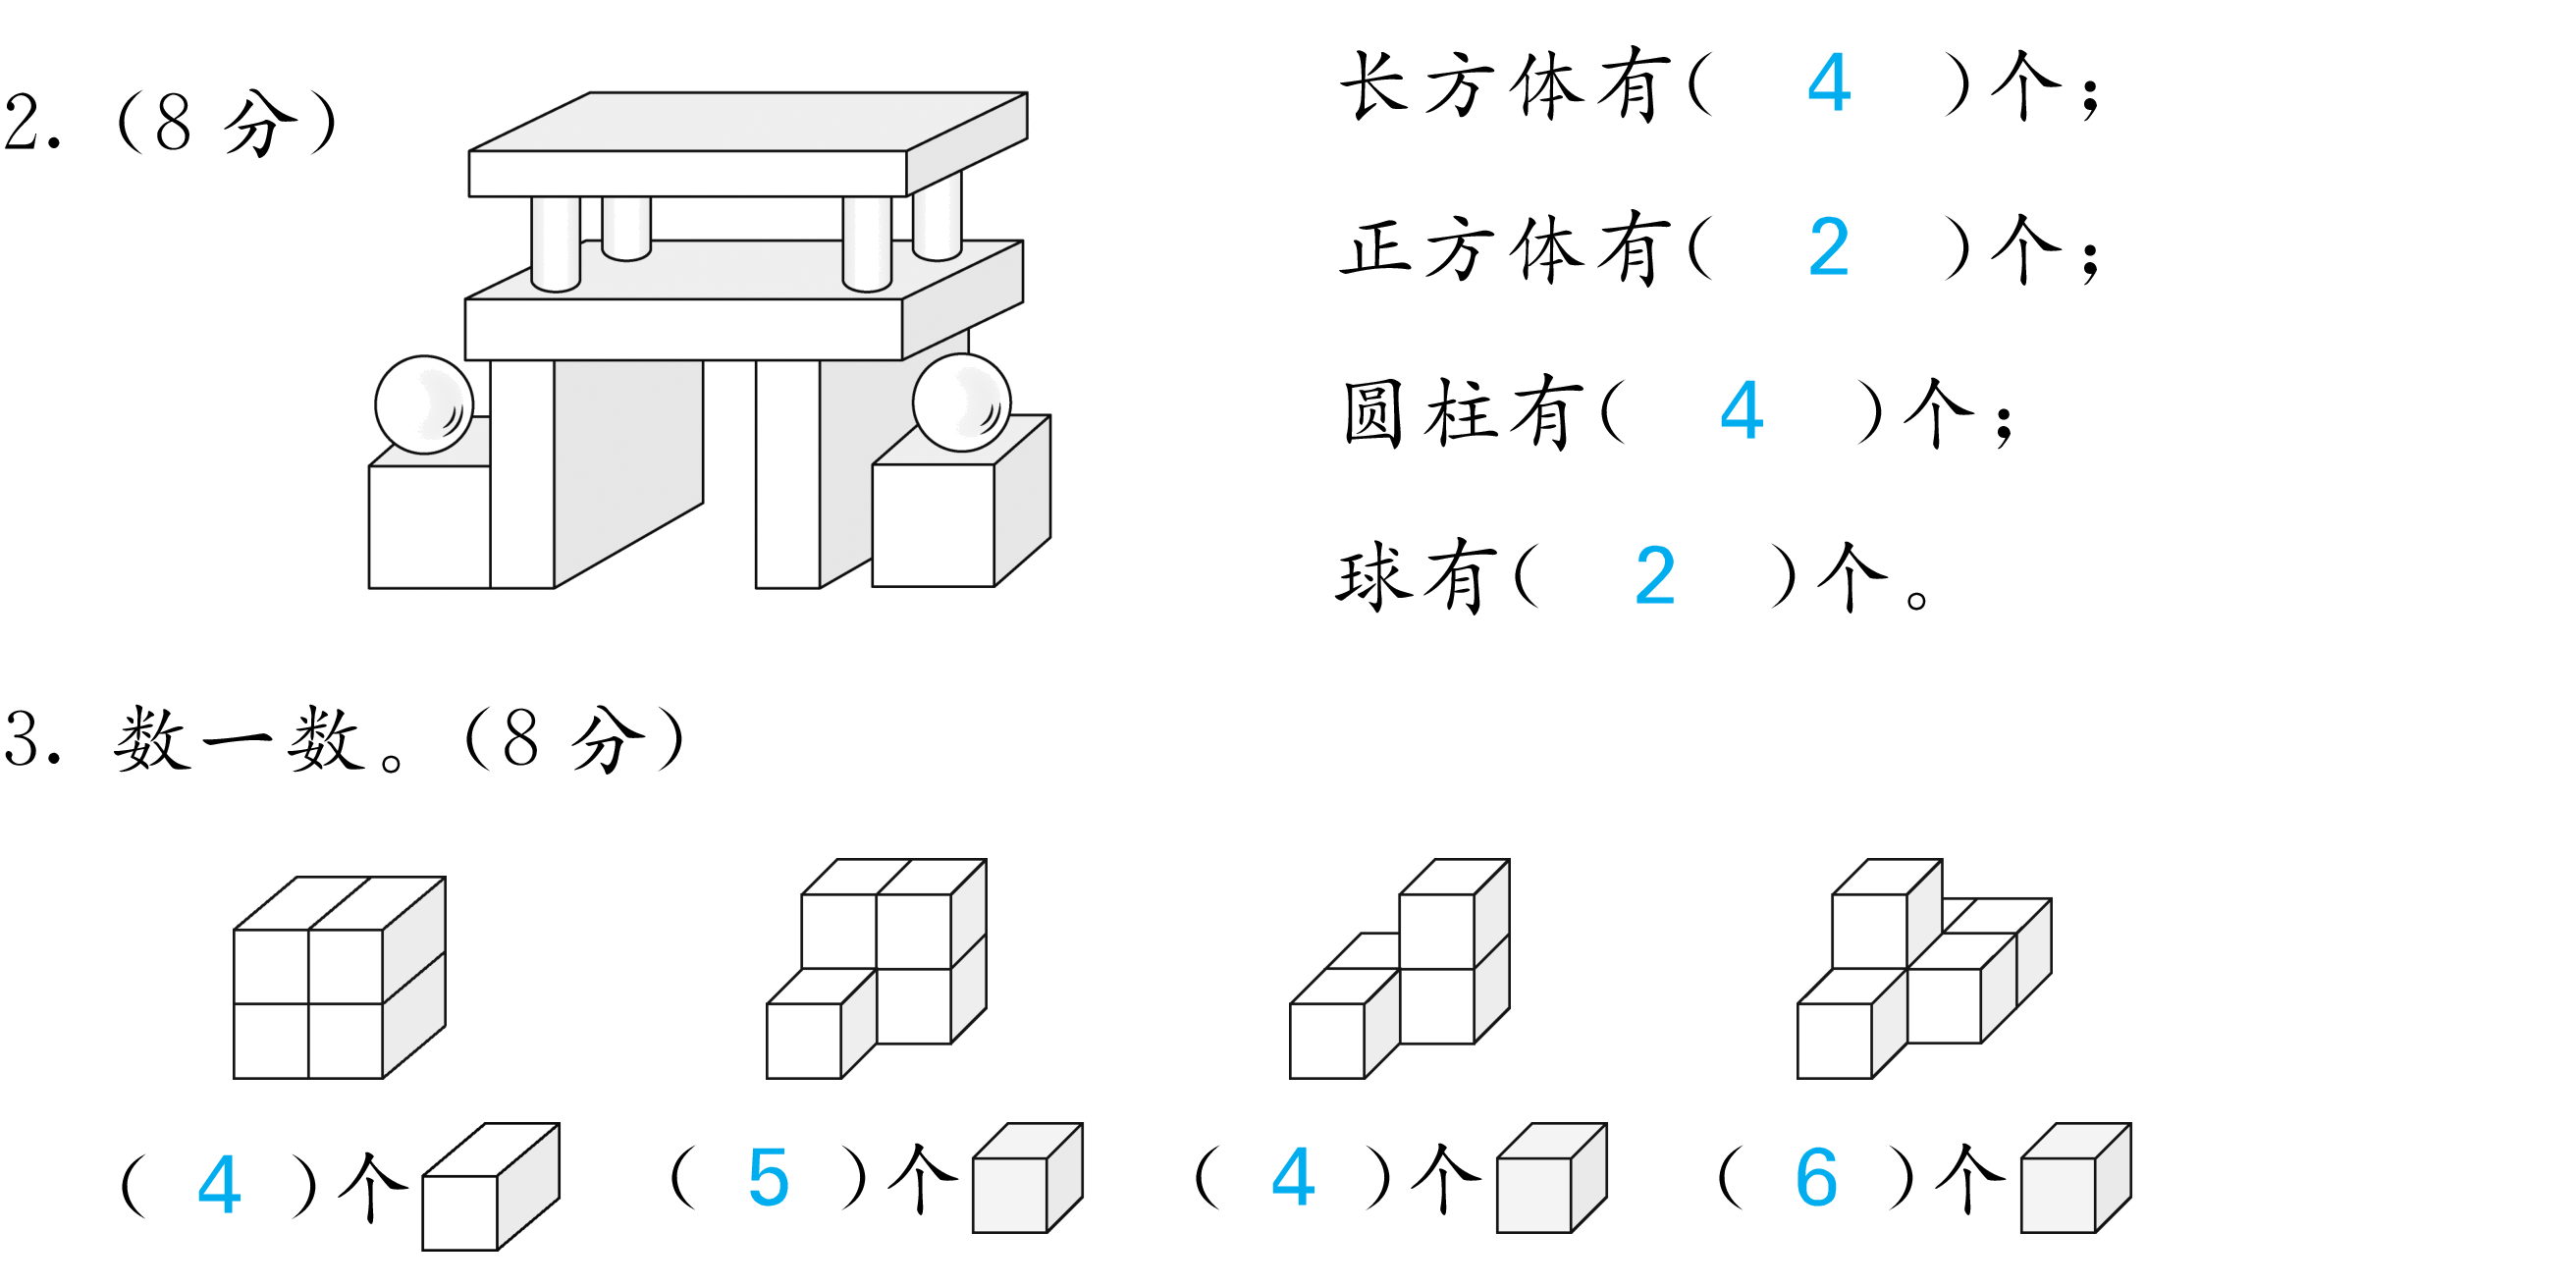 2.（8 分）
长方体有（ 4 ）个；
正方体有（ 2 ）个；
圆柱有（ 4 ）个；
球有（ 2 ）个。
3. 数一数。（8 分）
（ 4 ）个 （ 5 ）个 （ 4 ）个 （ 6 ）个